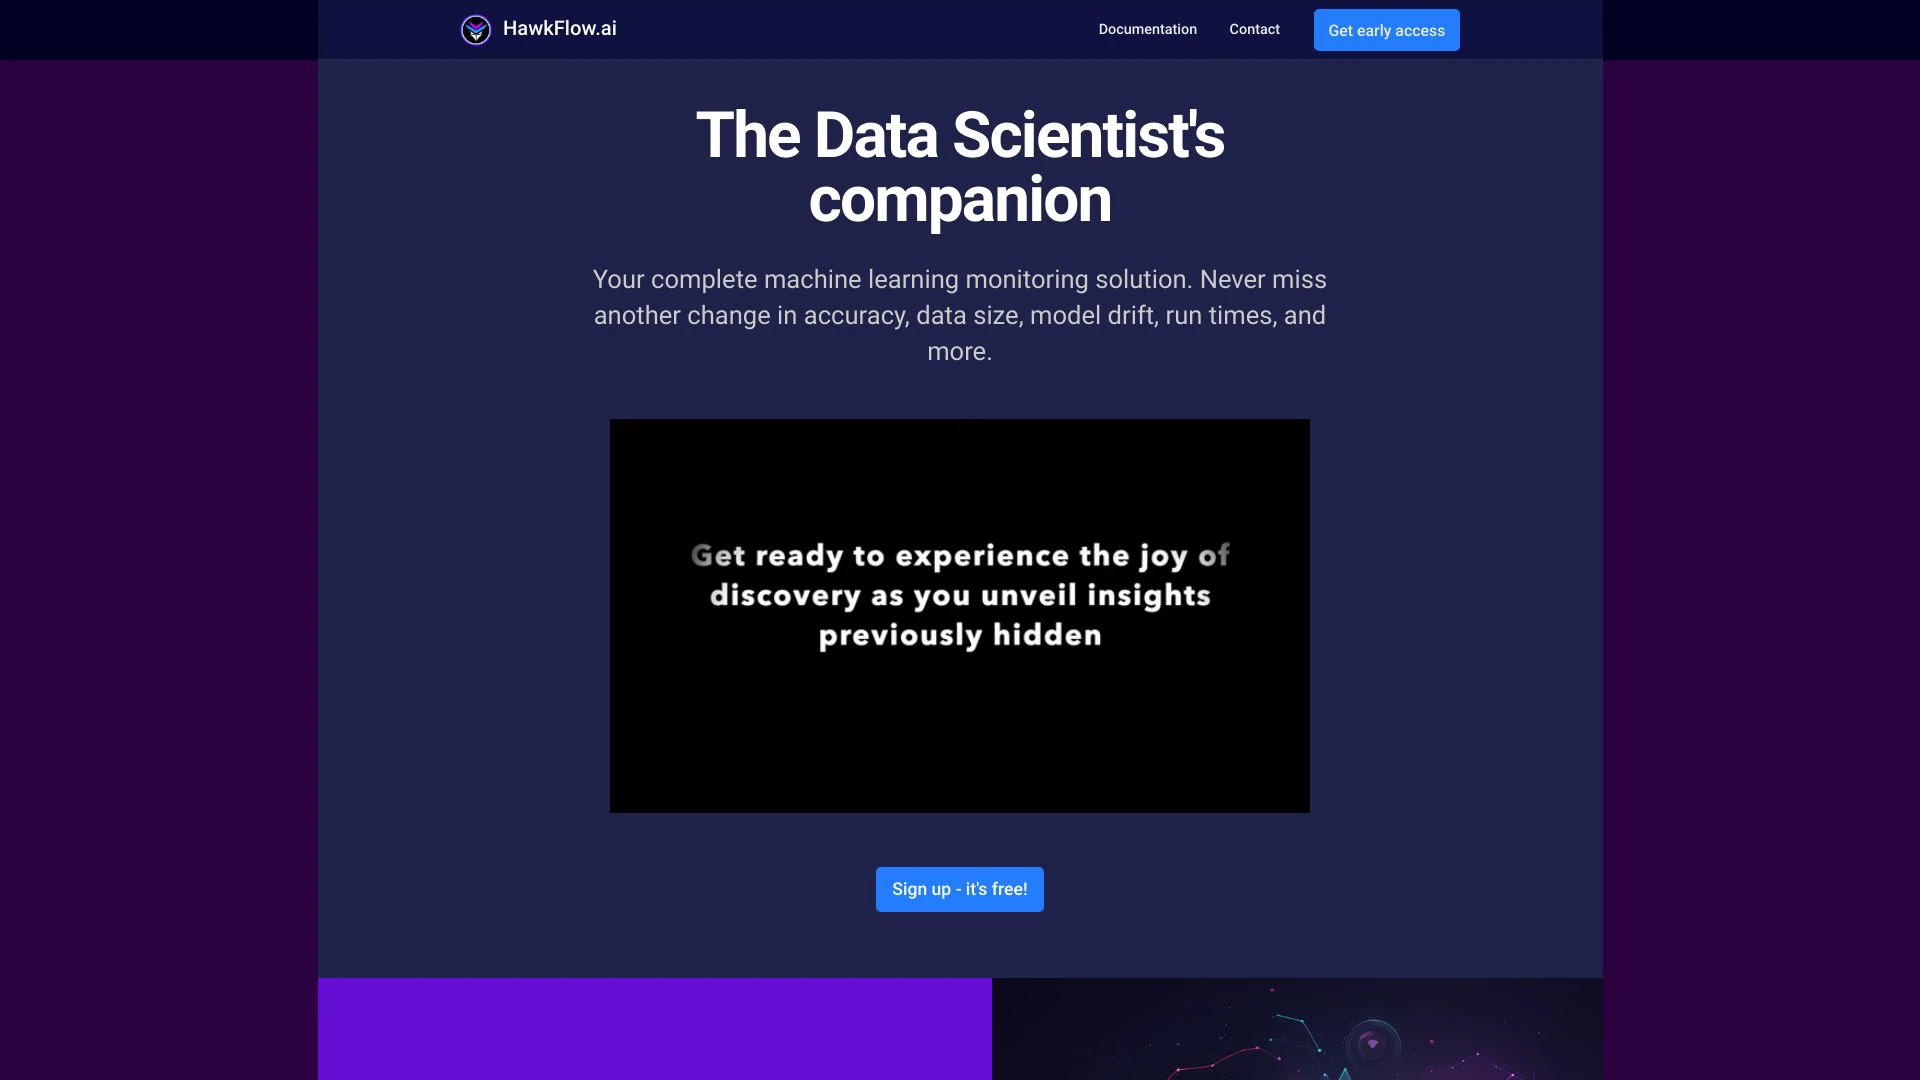 HawkFlow.ai
Documentation
Contact
Get early access
The Data Scientist's
companion
Your complete machine learning monitoring solution. Never miss
another change in accuracy, data size, model drift, run times, and
more.
Get ready to experience the joy of
discovery as you unveil insights
previously hidden
Sign up - it's free!